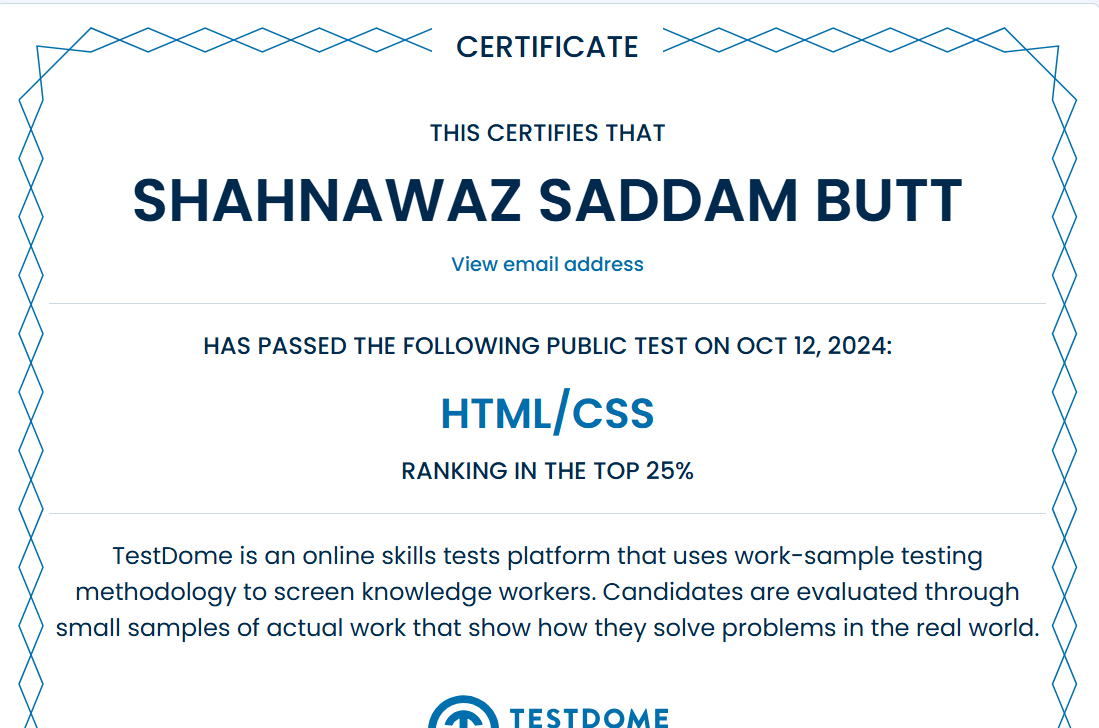 CERTIFICATE
THIS CERTIFIES THAT
SHAHNAWAZ SADDAM BUTT
View email address
HAS PASSED THE FOLLOWING PUBLIC TEST ON OCT 12, 2024:
HTML/CSS
RANKING IN THE TOP 25%
TestDome is an online skills tests platform that uses work-sample testing
methodology to screen knowledge workers. Candidates are evaluated through
small samples of actual work that show how they solve problems in the real world.
TESTDOME